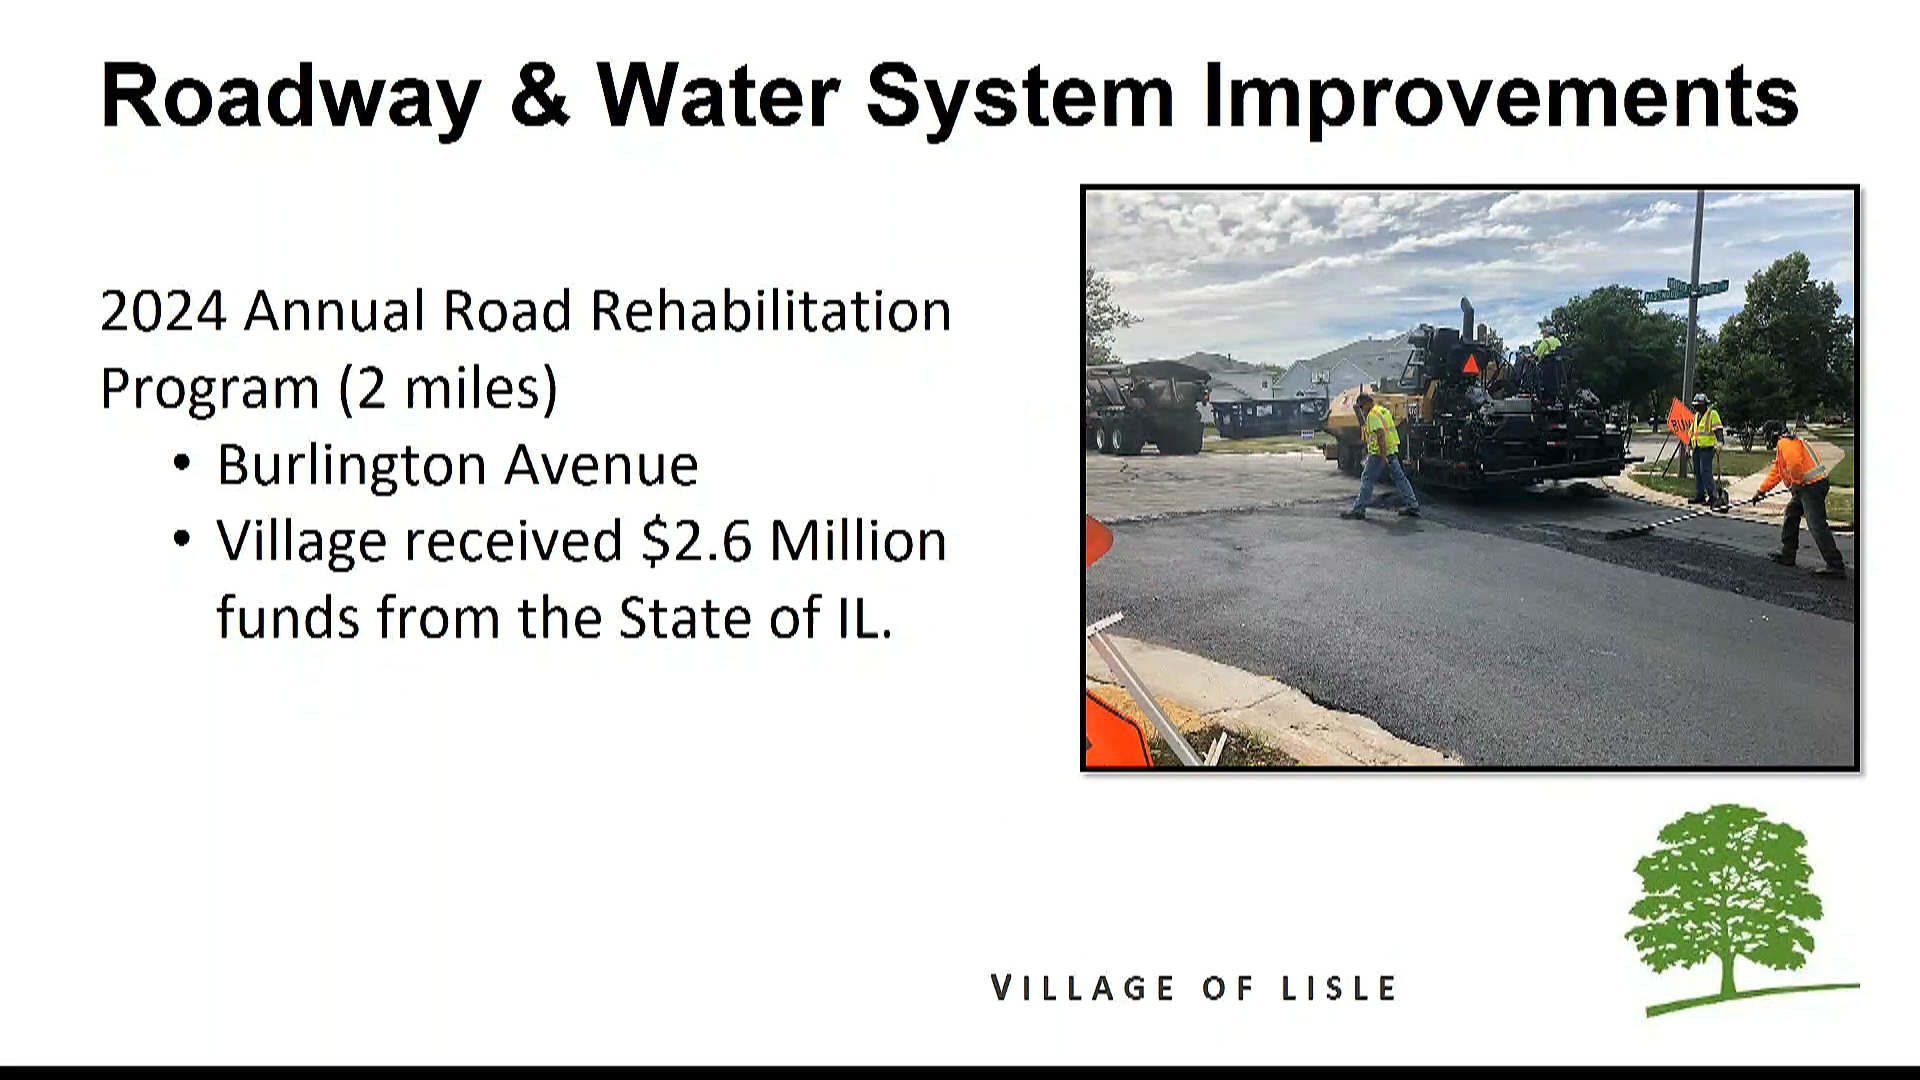 Roadway & Water System Improvements
2024 Annual Road Rehabilitation
Program (2 miles)
• Burlington Avenue
• Village received $2.6 Million
funds from the State of IL.
VILLAGE OF LISLE